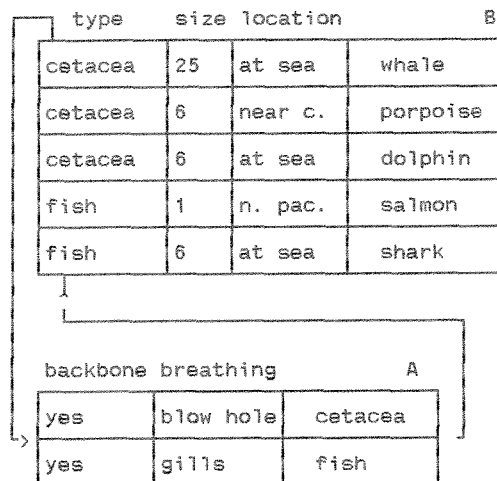 type size location B
cetacea 25 at sea whale
cetacea 6 near c. porpoise
cetacea 6 at sea dolphin
fish 1 n. pac. salmon
fish 6 at sea shark
backbone breathing A
yes blow hole cetacea
yes gills fish